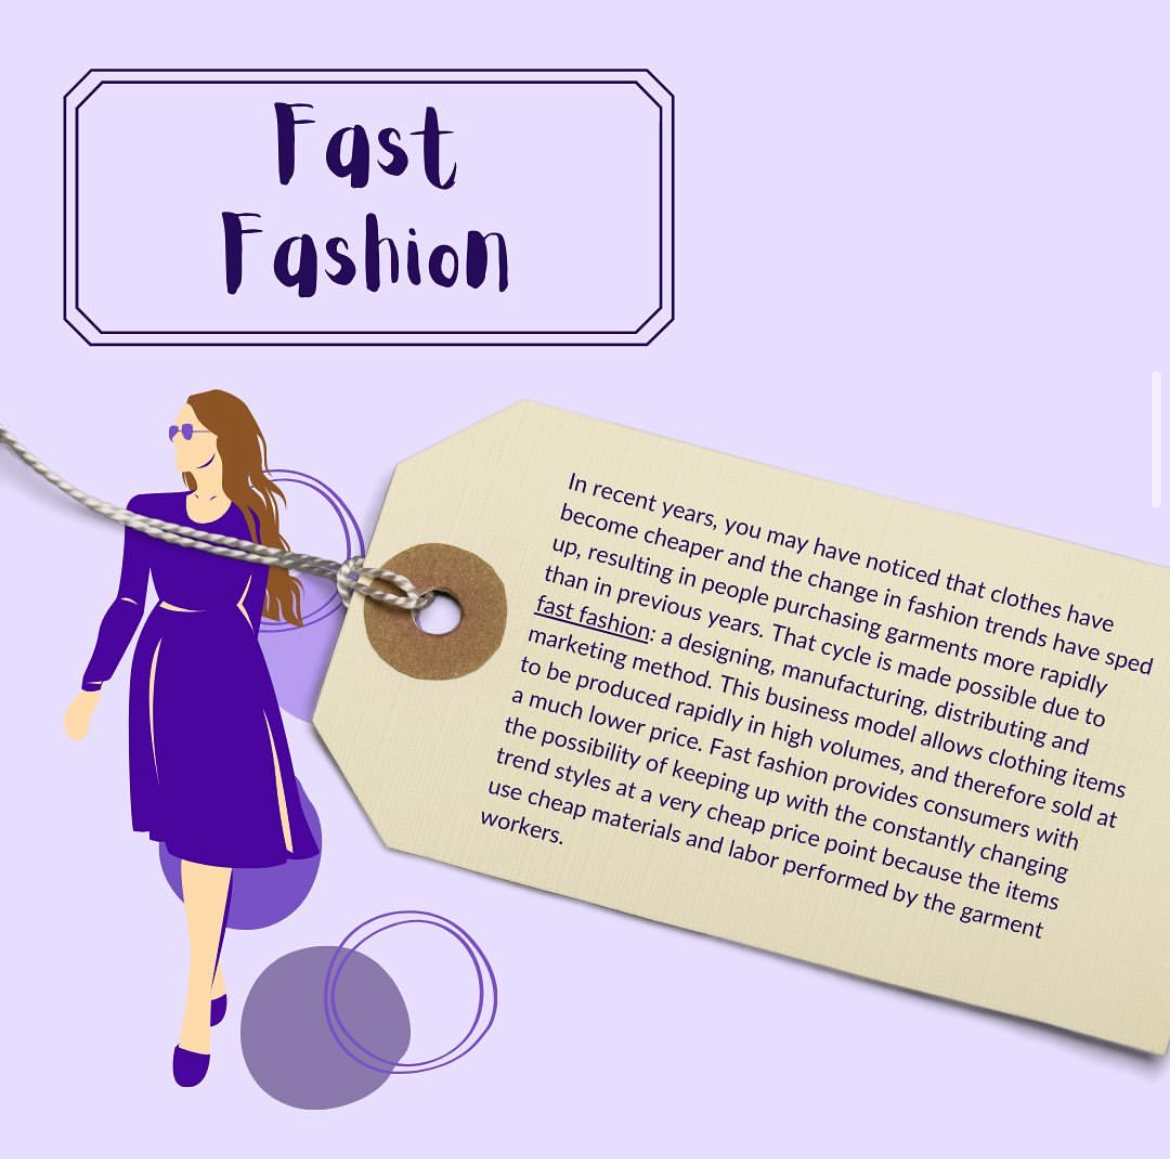 Fast
Fashion
In recent years, you may have noticed that clothes have
become cheaper and the change in fashion trends have sped
up, resulting in people purchasing garments more rapidly
than in previous years. That cycle is made possible due to
fast fashion: a designing, manufacturing, distributing and
marketing method. This business model allows clothing items
to be produced rapidly in high volumes, and therefore sold at
a much lower price. Fast fashion provides consumers with
the possibility of keeping up with the constantly changing
trend styles at a very cheap price point because the items
use cheap materials and labor performed by the garment
workers.